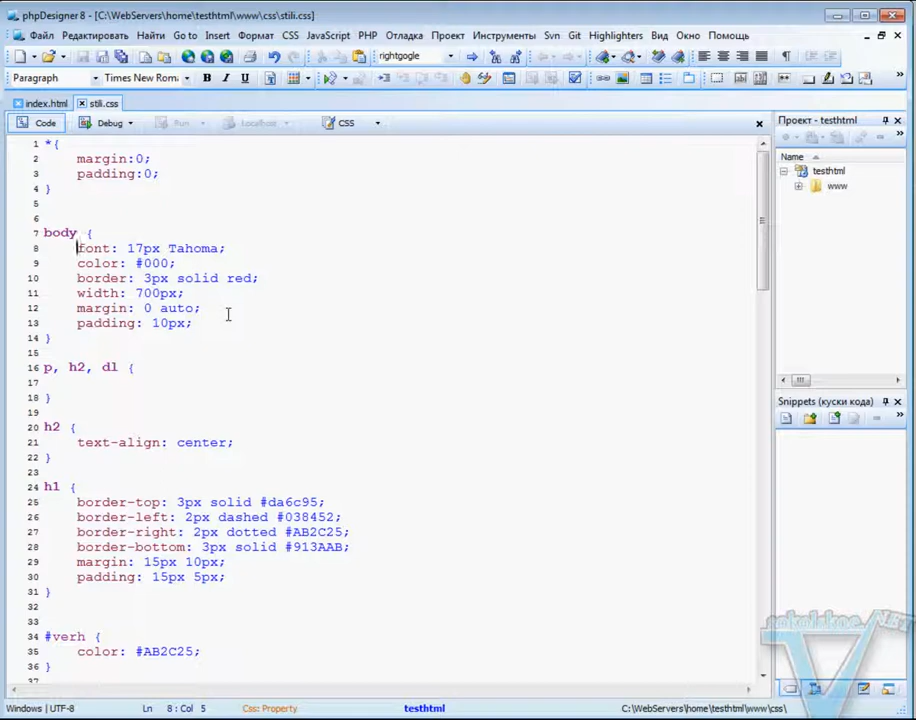 phpDesigner 8 - [C:\WebServers\home\testhtml\www\css\stili.css]
Файл Редактировать Найти Go to Insert Формат CSS JavaScript PHP Отладка Проект Инструменты Svn Git Highlighters Вид Окно Помощь
rightgogle
Paragraph Times New Roma B I U
index.html stili.css
Code Debug Run Localhost CSS
Проект - testhtml
Name
testhtml
www
Snippets (куски кода)
1 *{
2 margin:0;
3 padding:0;
4 }
5
6
7 body {
8 font: 17px Tahoma;
9 color: #000;
10 border: 3px solid red;
11 width: 700px;
12 margin: 0 auto;
13 padding: 10px;
14 }
15
16 p, h2, dl {
17
18 }
19
20 h2 {
21 text-align: center;
22 }
23
24 h1 {
25 border-top: 3px solid #da6c95;
26 border-left: 2px dashed #038452;
27 border-right: 2px dotted #AB2C25;
28 border-bottom: 3px solid #913AAB;
29 margin: 15px 10px;
30 padding: 15px 5px;
31 }
32
33
34 #verh {
35 color: #AB2C25;
36 }
37
Windows / UTF-8 Ln 8 : Col 5 Css: Property testhtml C:\WebServers\home\testhtml\www\css\